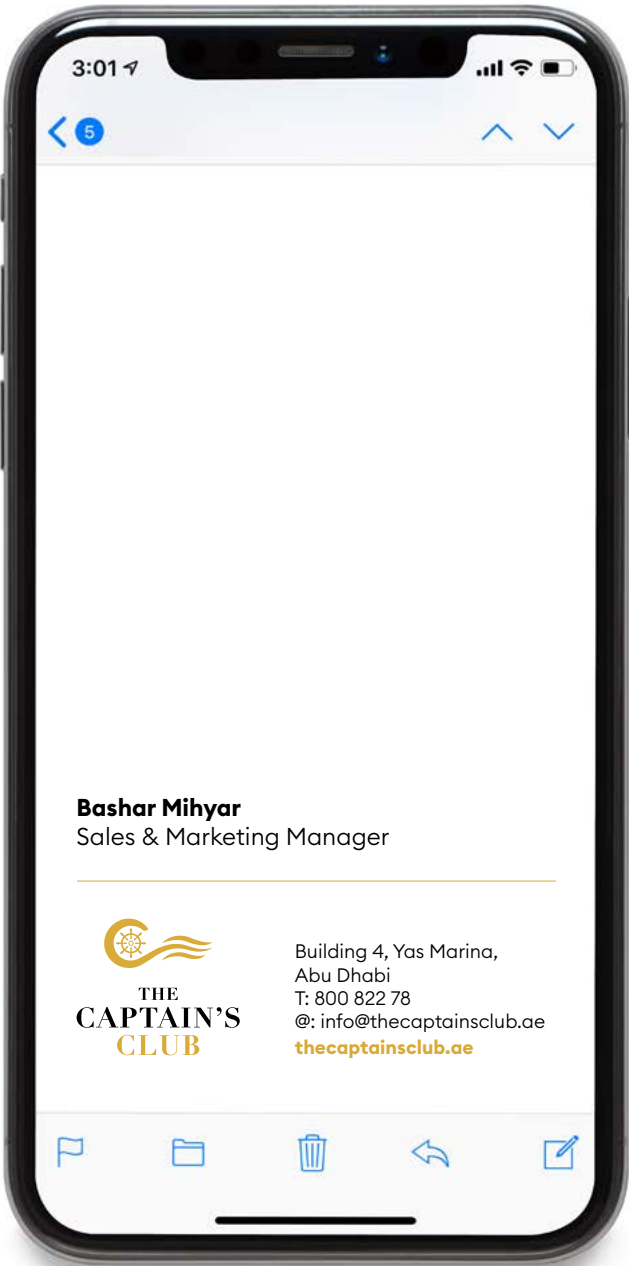 3:01
5
Bashar Mihyar
Sales & Marketing Manager
THE
CAPTAIN'S
CLUB
Building 4, Yas Marina,
Abu Dhabi
T: 800 822 78
@: info@thecaptainsclub.ae
thecaptainsclub.ae